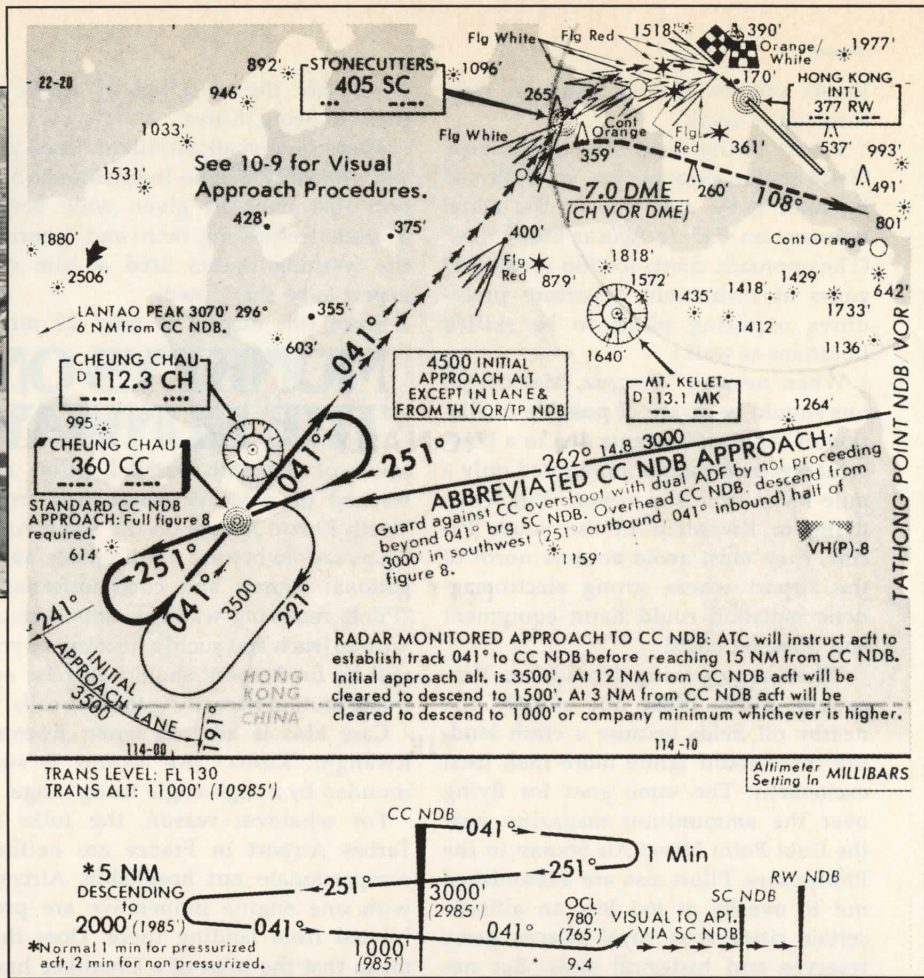 22-20
892'
946'
1033'
1531'
STONECUTTERS
405 SC
1096'
Flg White
Flg Red
1518'
390'
Orange/
White
1977'
170'
HONG KONG
INT'L
377 RW
265'
Flg White
Cont
Orange
359'
Flg
Red
361'
537'
993'
See 10-9 for Visual
Approach Procedures.
7.0 DME
(CH VOR DME)
260'
108°
491'
801'
Cont Orange
428'
375'
400'
1880'
2506'
Flg
Red
879'
1818'
1572'
1435'
1418'
1429'
642'
1733'
1412'
1136'
LANTAO PEAK 3070' 296°
6 NM from CC NDB.
355'
603'
041°
1640'
CHEUNG CHAU
D 112.3 CH
4500 INITIAL
APPROACH ALT
EXCEPT IN LANE &
FROM TH VOR/TP NDB
MT. KELLET
D 113.1 MK
995'
CHEUNG CHAU
360 CC
041°
251°
262° 14.8 3000
1264'
TATHONG POINT NDB/VOR
ABBREVIATED CC NDB APPROACH:
Guard against CC overshoot with dual ADF by not proceeding
beyond 041° brg SC NDB. Overhead CC NDB, descend from
3000' in southwest (251° outbound, 041° inbound) half of
figure 8.
STANDARD CC NDB
APPROACH: Full figure 8
required.
614'
251°
041°
3500
221°
1159'
VH(P)-8
241°
INITIAL
APPROACH LANE
3500
RADAR MONITORED APPROACH TO CC NDB: ATC will instruct acft to
establish track 041° to CC NDB before reaching 15 NM from CC NDB.
Initial approach alt. is 3500'. At 12 NM from CC NDB acft will be
cleared to descend to 1500'. At 3 NM from CC NDB acft will be
cleared to descend to 1000' or company minimum whichever is higher.
HONG
KONG
CHINA
114-00
114-10
TRANS LEVEL: FL 130
TRANS ALT: 11000' (10985')
Altimeter
Setting In MILLIBARS
CC NDB
041°
1 Min
*5 NM
DESCENDING
to
2000' (1985')
251°
3000'
(2985')
251°
RW NDB
SC NDB
041°
1000'
(985')
041°
OCL
780
(765')
VISUAL TO APT.
VIA SC NDB
*Normal 1 min for pressurized
acft, 2 min for non pressurized.
9.4